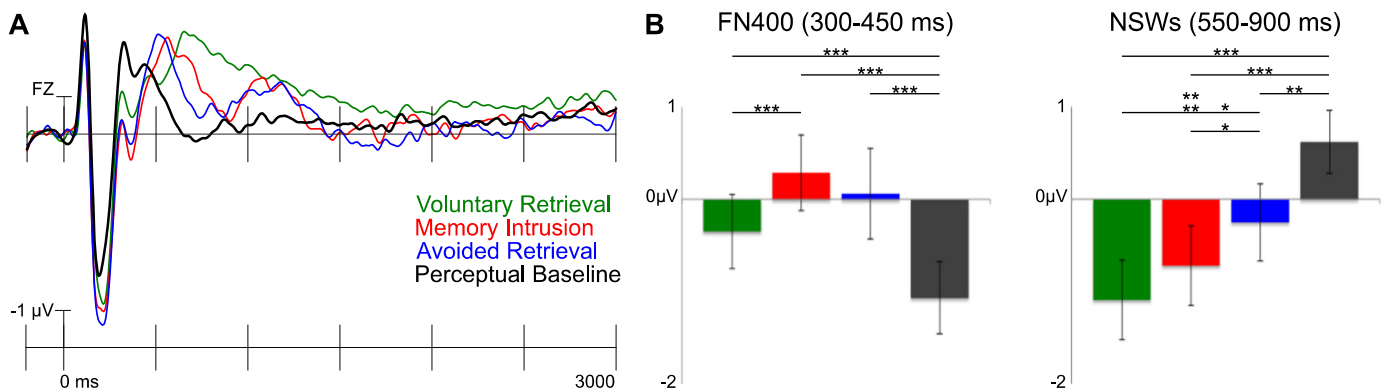 A
FZ
-1 µV
0 ms
3000
Voluntary Retrieval
Memory Intrusion
Avoided Retrieval
Perceptual Baseline
B
FN400 (300-450 ms)
***
***
***
***
1
0µV
-2
NSWs (550-900 ms)
***
***
** **
** *
*
1
0µV
-2